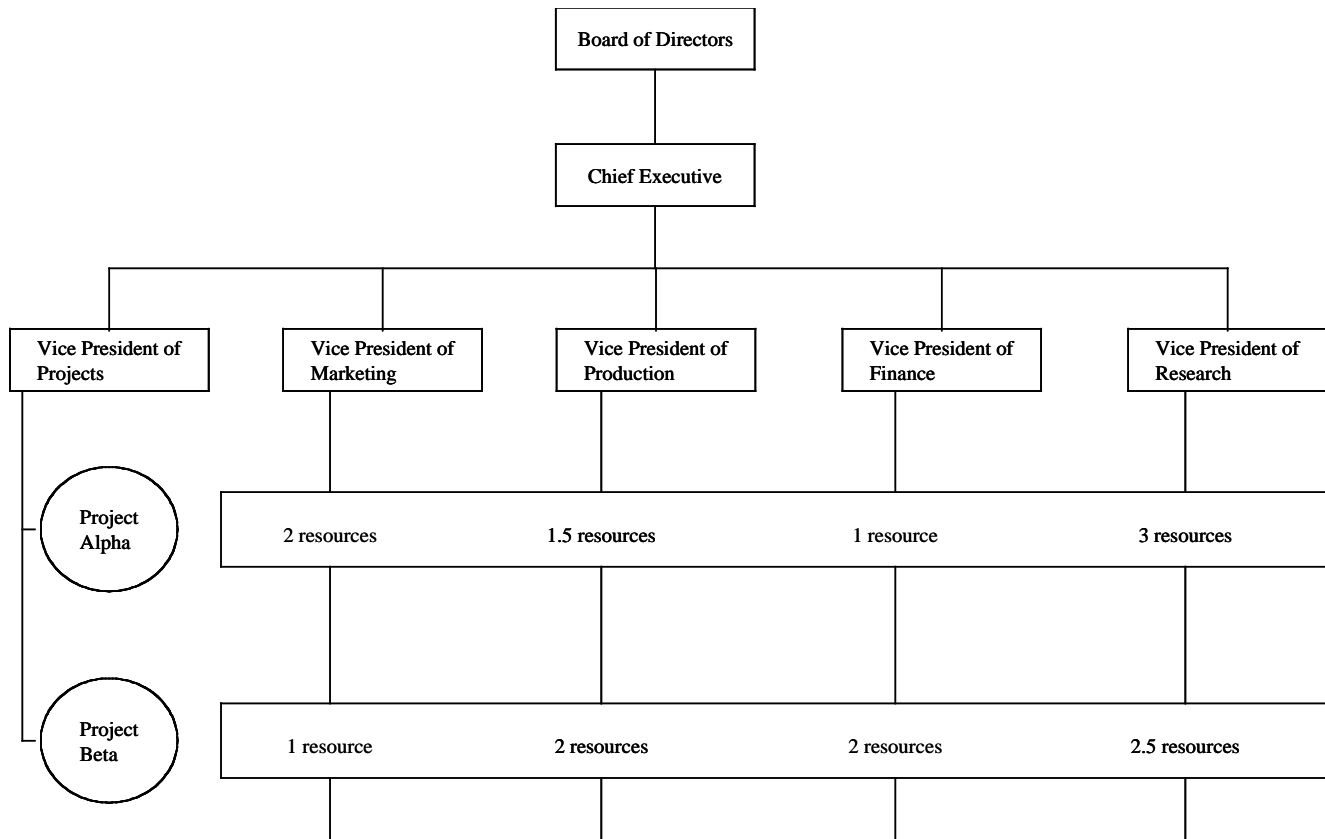 Board of Directors
Chief Executive
Vice President of
Projects
Vice President of
Marketing
Vice President of
Production
Vice President of
Finance
Vice President of
Research
Project
Alpha
2 resources
1.5 resources
1 resource
3 resources
Project
Beta
1 resource
2 resources
2 resources
2.5 resources